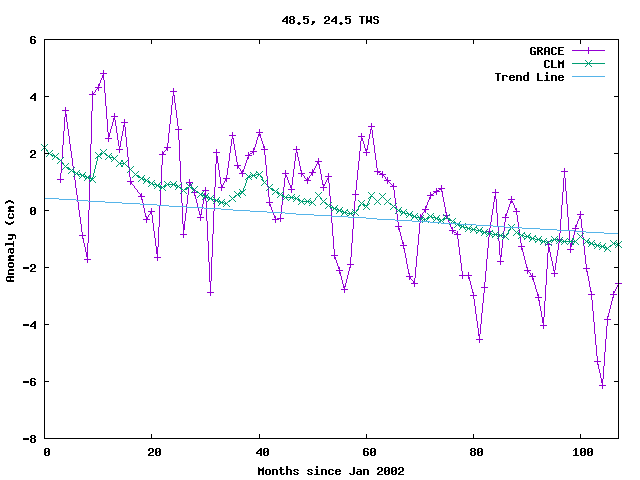 48.5, 24.5 TWS
GRACE
CLM
Trend Line
6
4
2
0
-2
-4
-6
-8
Anomaly (cm)
0 20 40 60 80 100
Months since Jan 2002